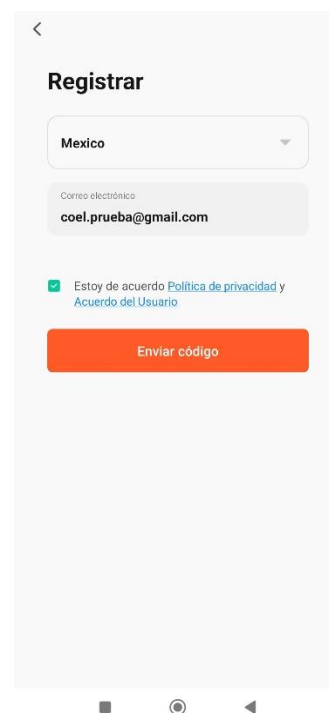 Registrar
Mexico
Correo electrónico
coel.prueba@gmail.com
Estoy de acuerdo Política de privacidad y
Acuerdo del Usuario
Enviar código